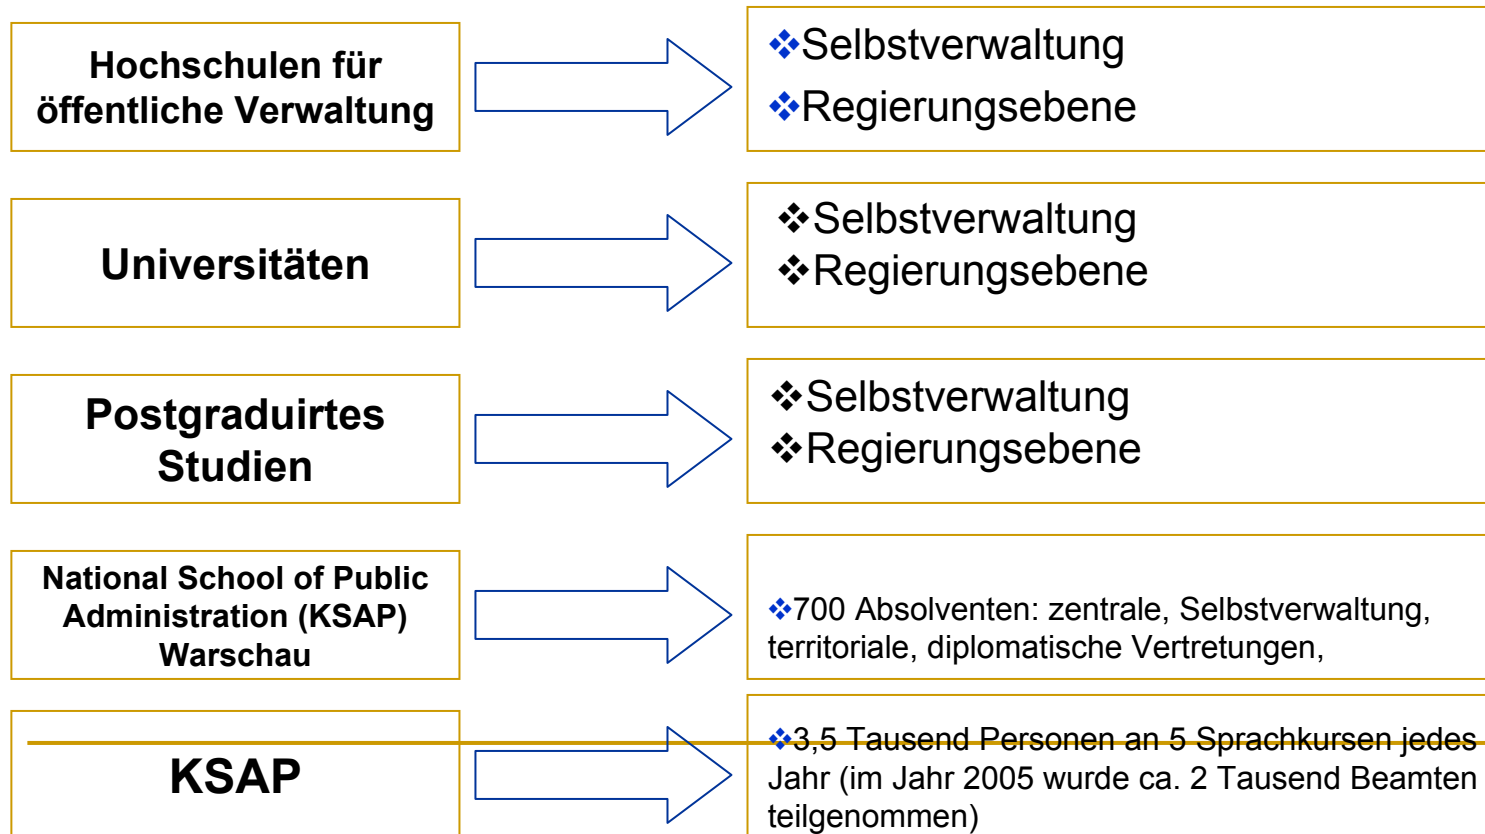 Hochschulen für
öffentliche Verwaltung
❖Selbstverwaltung
❖Regierungsebene
Universitäten
❖Selbstverwaltung
❖Regierungsebene
Postgraduirtes
Studien
❖Selbstverwaltung
❖Regierungsebene
National School of Public
Administration (KSAP)
Warschau
❖700 Absolventen: zentrale, Selbstverwaltung,
territoriale, diplomatische Vertretungen,
KSAP
❖3,5 Tausend Personen an 5 Sprachkursen jedes
Jahr (im Jahr 2005 wurde ca. 2 Tausend Beamten
teilgenommen)